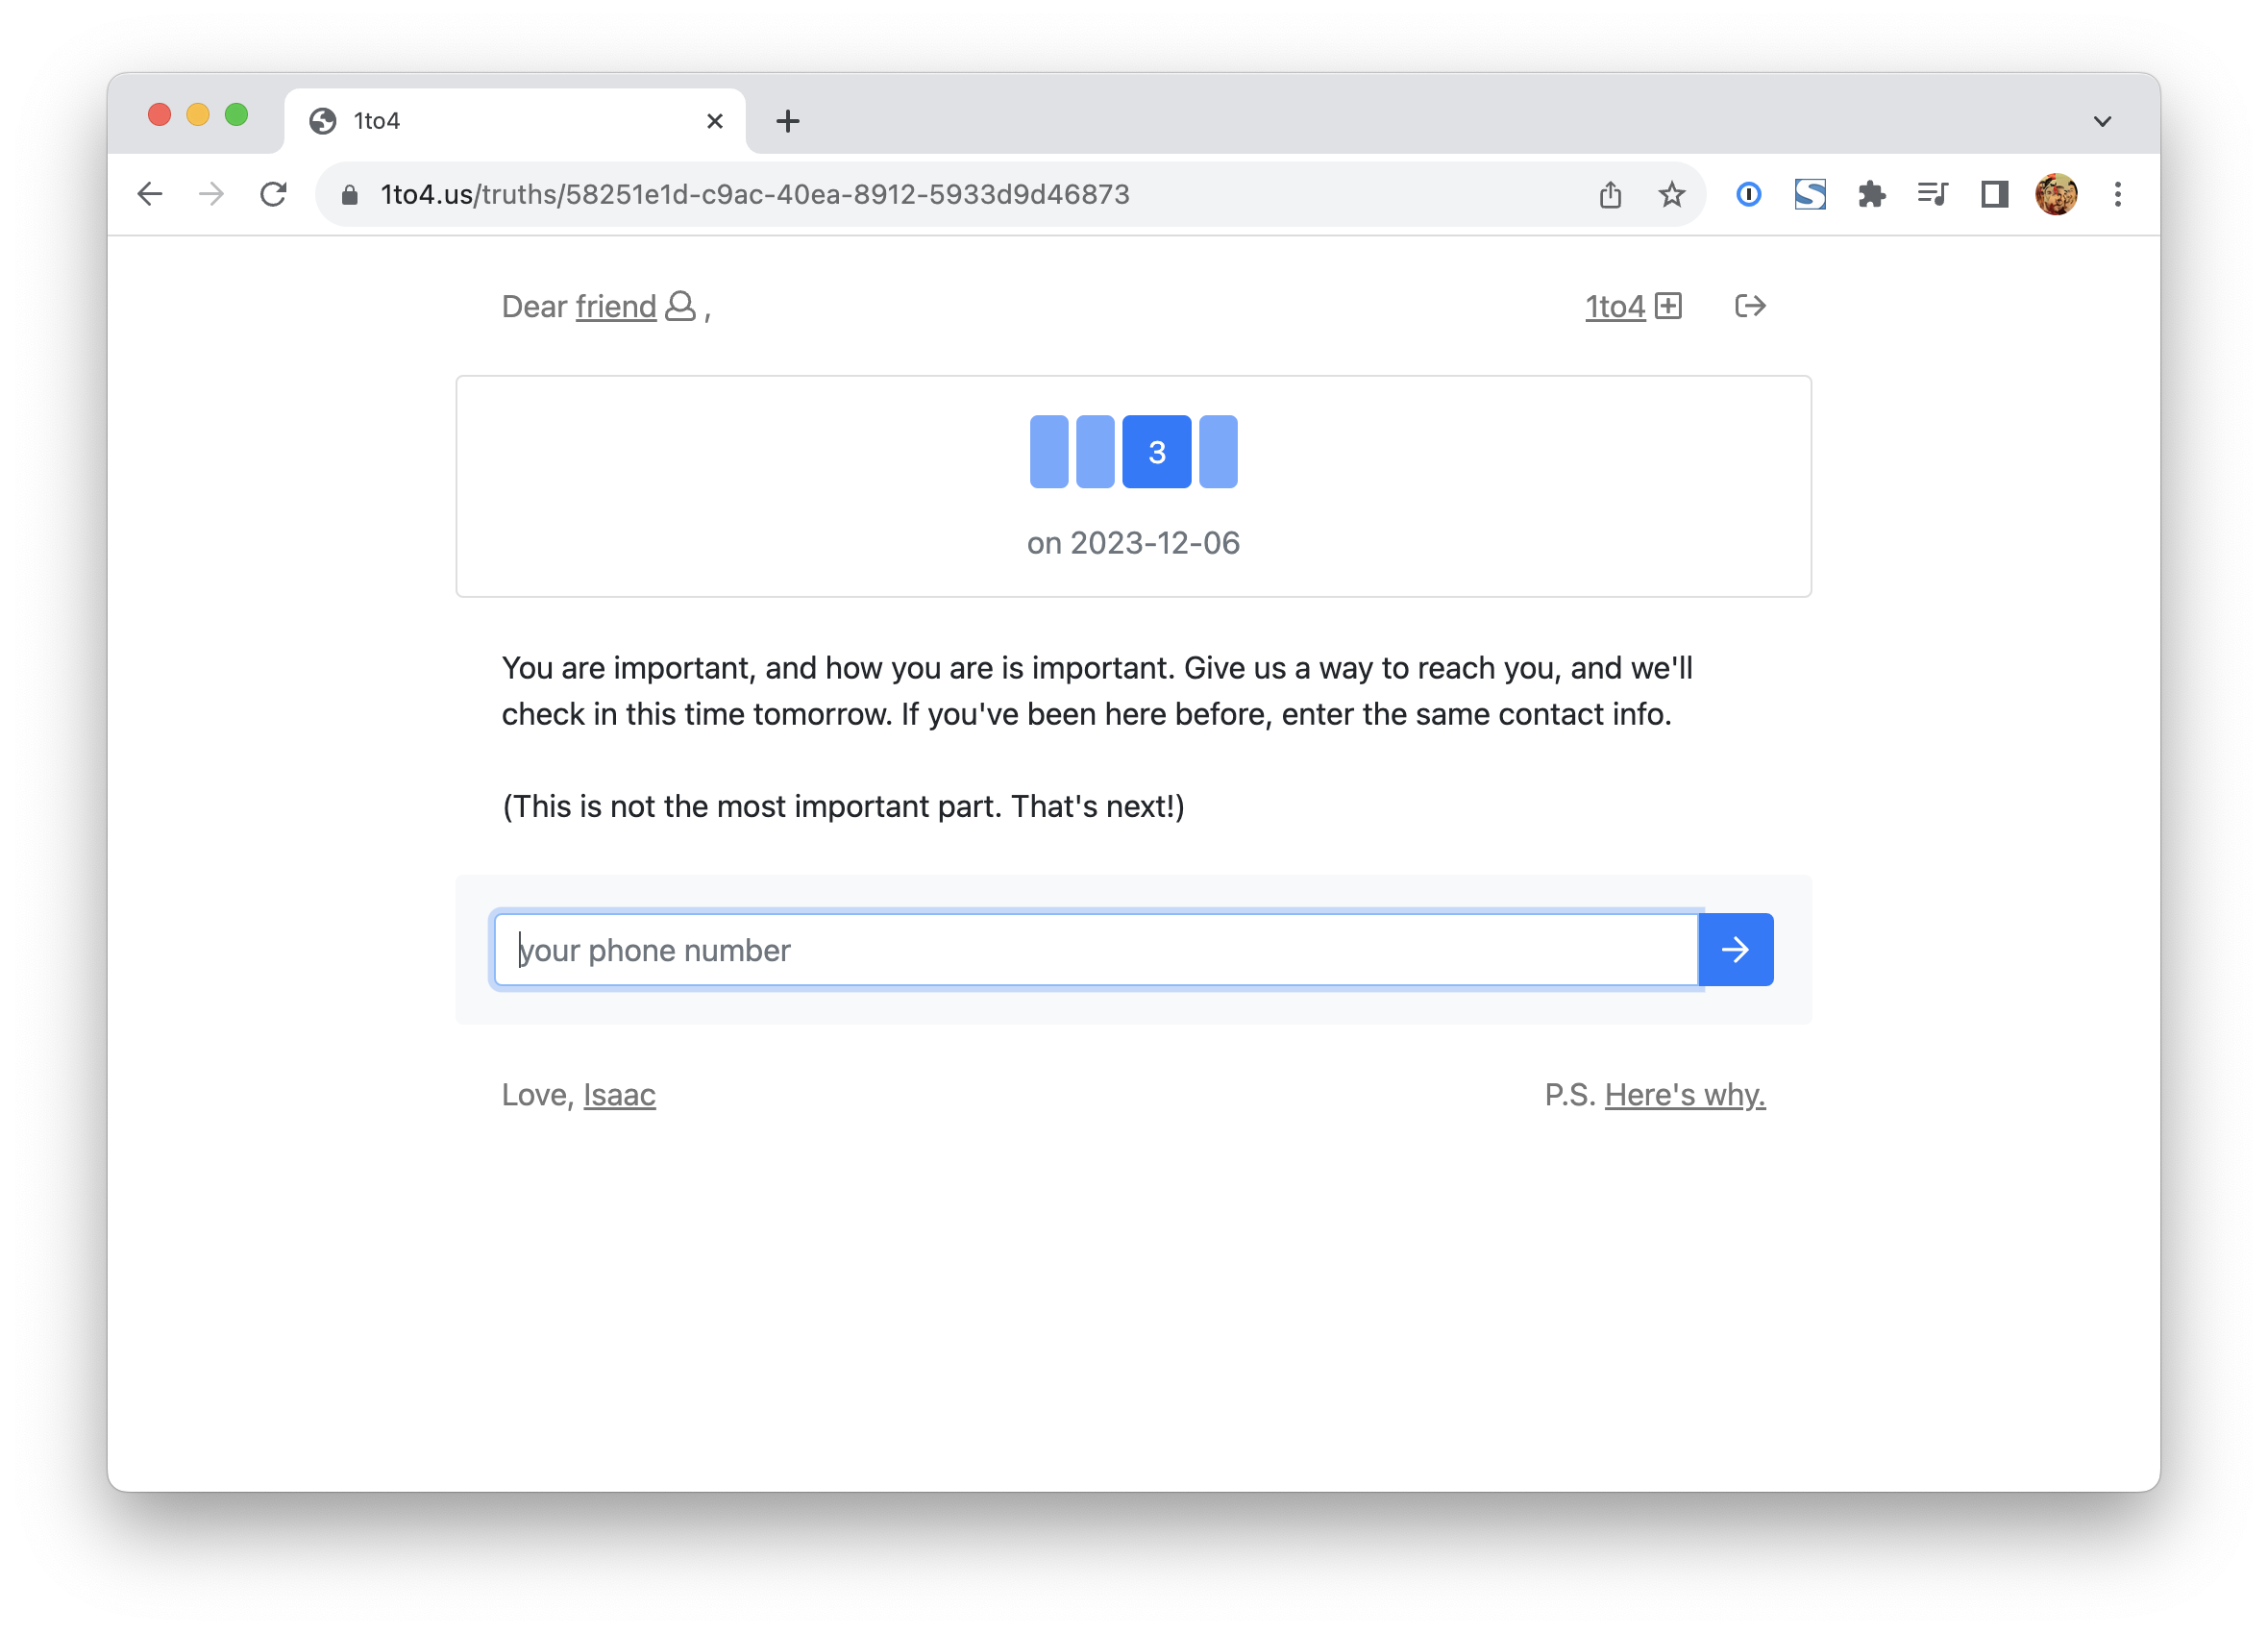 1to4
1to4.us/truths/58251e1d-c9ac-40ea-8912-5933d9d46873
Dear friend , 1to4
3
on 2023-12-06
You are important, and how you are is important. Give us a way to reach you, and we'll
check in this time tomorrow. If you've been here before, enter the same contact info.
(This is not the most important part. That's next!)
your phone number
Love, Isaac P.S. Here's why.